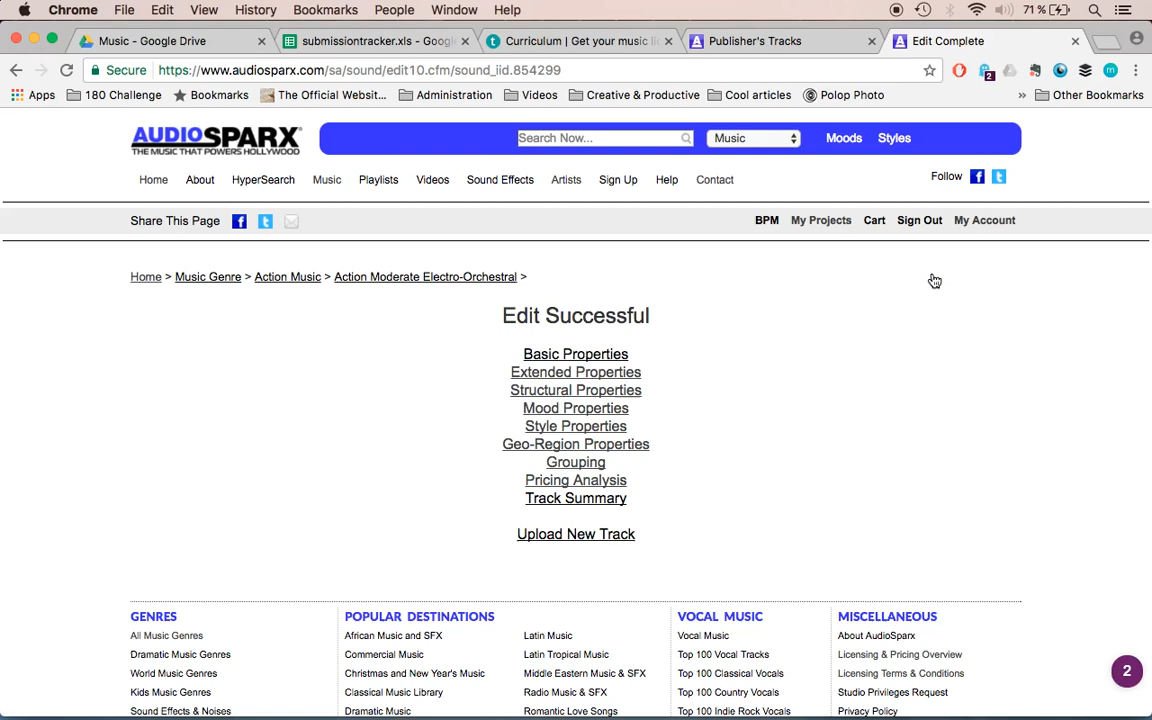 Chrome File Edit View History Bookmarks People Window Help 71 %
Music - Google Drive submissiontracker.xls - Goog Curriculum | Get your music li Publisher's Tracks Edit Complete
Secure https://www.audiosparx.com/sa/sound/edit10.cfm/sound_iid.854299 2
Apps 180 Challenge Bookmarks The Official Websit... Administration Videos Creative & Productive Cool articles Polop Photo » Other Bookmarks
AUDIOSPARX
THE MUSIC THAT POWERS HOLLYWOOD
Search Now... Music Moods Styles
Home About HyperSearch Music Playlists Videos Sound Effects Artists Sign Up Help Contact Follow
Share This Page BPM My Projects Cart Sign Out My Account
Home > Music Genre > Action Music > Action Moderate Electro-Orchestral >
Edit Successful
Basic Properties
Extended Properties
Structural Properties
Mood Properties
Style Properties
Geo-Region Properties
Grouping
Pricing Analysis
Track Summary
Upload New Track
GENRES POPULAR DESTINATIONS VOCAL MUSIC MISCELLANEOUS
All Music Genres African Music and SFX Latin Music Vocal Music About AudioSparx
Dramatic Music Genres Commercial Music Latin Tropical Music Top 100 Vocal Tracks Licensing & Pricing Overview
World Music Genres Christmas and New Year's Music Middle Eastern Music & SFX Top 100 Classical Vocals Licensing Terms & Conditions
Kids Music Genres Classical Music Library Radio Music & SFX Top 100 Country Vocals Studio Privileges Request
Sound Effects & Noises Dramatic Music Romantic Love Songs Top 100 Indie Rock Vocals Privacy Policy
2